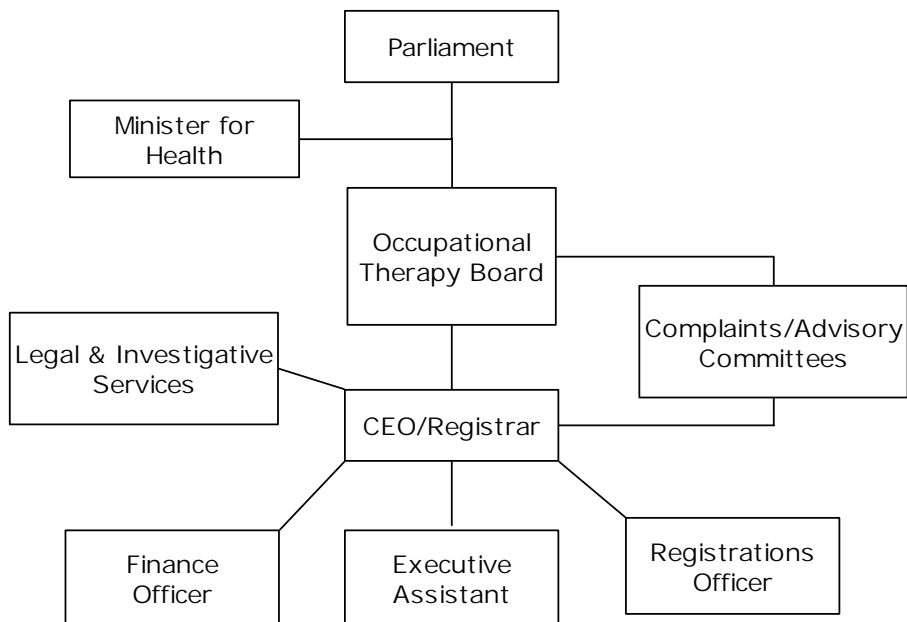 Parliament
Minister for
Health
Occupational
Therapy Board
Legal & Investigative
Services
Complaints/Advisory
Committees
CEO/Registrar
Finance
Officer
Executive
Assistant
Registrations
Officer